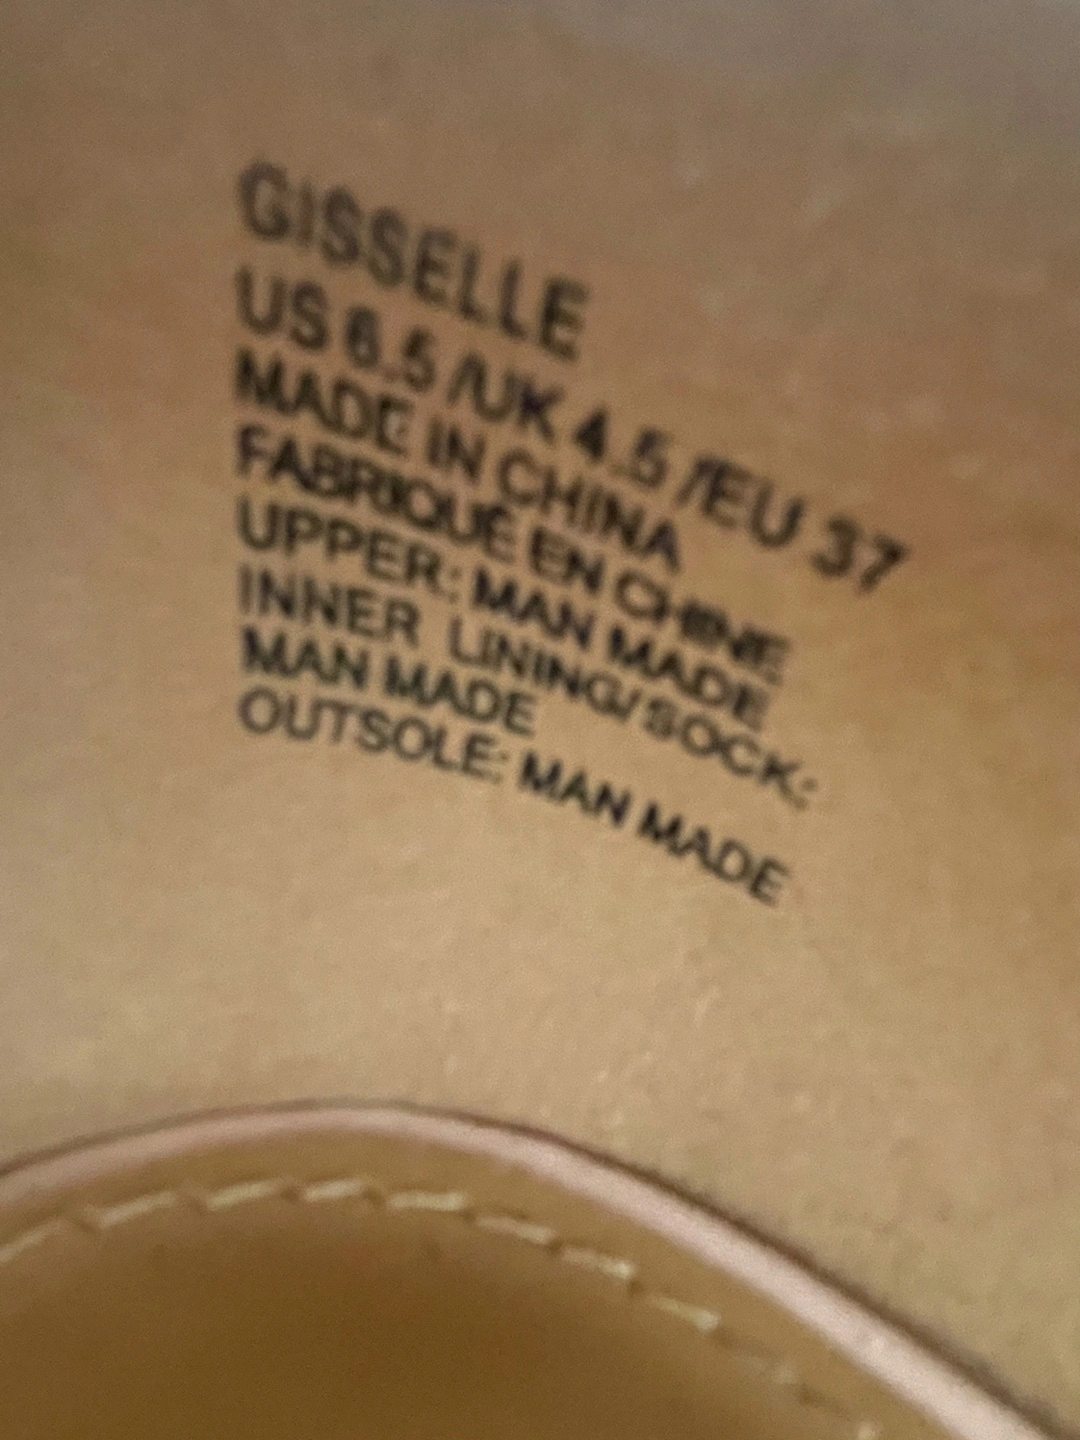 GISSELLE
US 6.5 /UK 4.5 /EU 37
MADE IN CHINA
FABRIQUÉ EN CHINE
UPPER: MAN MADE
INNER LINING/SOCK:
MAN MADE
OUTSOLE: MAN MADE